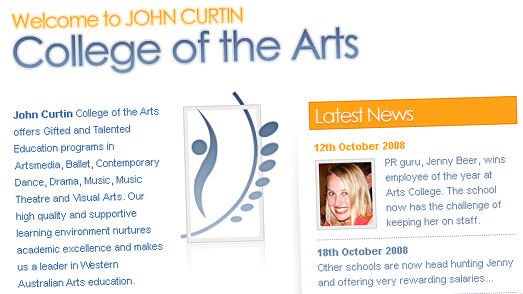 Welcome to JOHN CURTIN
College of the Arts
John Curtin College of the Arts
offers Gifted and Talented
Education programs in
Artsmedia, Ballet, Contemporary
Dance, Drama, Music, Music
Theatre and Visual Arts. Our
high quality and supportive
learning environment nurtures
academic excellence and makes
us a leader in Western
Australian Arts education.
Latest News
12th October 2008
PR guru, Jenny Beer, wins
employee of the year at
Arts College. The school
now has the challenge of
keeping her on staff.
18th October 2008
Other schools are now head hunting Jenny
and offering very rewarding salaries...